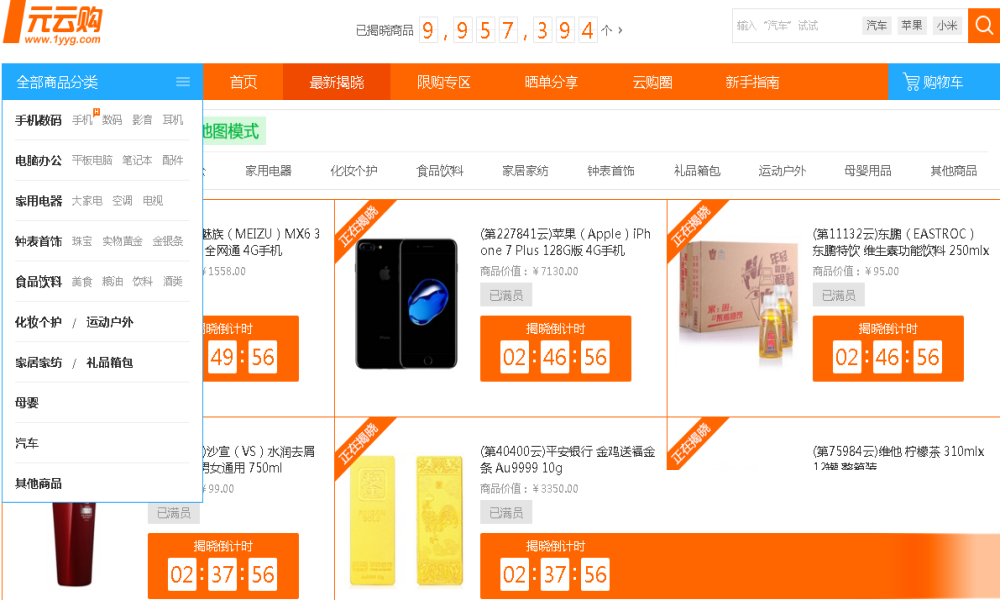 元云购
www.1yyg.com
已揭晓商品 9,957,394 个 >
输入 "汽车" 试试 汽车 苹果 小米
全部商品分类 首页 最新揭晓 限购专区 晒单分享 云购圈 新手指南 购物车
手机数码 手机 数码 影音 耳机
地图模式
电脑办公 平板电脑 笔记本 配件
家用电器 化妆个护 食品饮料 家居家纺 钟表首饰 礼品箱包 运动户外 母婴用品 其他商品
家用电器 大家电 空调 电视
钟表首饰 珠宝 实物黄金 金银条
食品饮料 美食 粮油 饮料 酒类
化妆个护 / 运动户外
家居家纺 / 礼品箱包
母婴
汽车
其他商品
魅族（MEIZU）MX6 3
全网通 4G手机
￥1558.00
揭晓倒计时
49:56
正在揭晓
(第227841云)苹果（Apple）iPh
one 7 Plus 128G版 4G手机
商品价值：￥7130.00
已满员
揭晓倒计时
02:46:56
正在揭晓
(第11132云)东鹏（EASTROC）
东鹏特饮 维生素功能饮料 250mlx
商品价值：￥95.00
已满员
揭晓倒计时
02:46:56
)沙宣（VS）水润去屑
男女通用 750ml
￥99.00
已满员
揭晓倒计时
02:37:56
正在揭晓
(第40400云)平安银行 金鸡送福金
条 Au9999 10g
商品价值：￥3350.00
已满员
揭晓倒计时
02:37:56
正在揭晓
(第75984云)维他 柠檬茶 310mlx
12罐 整箱装